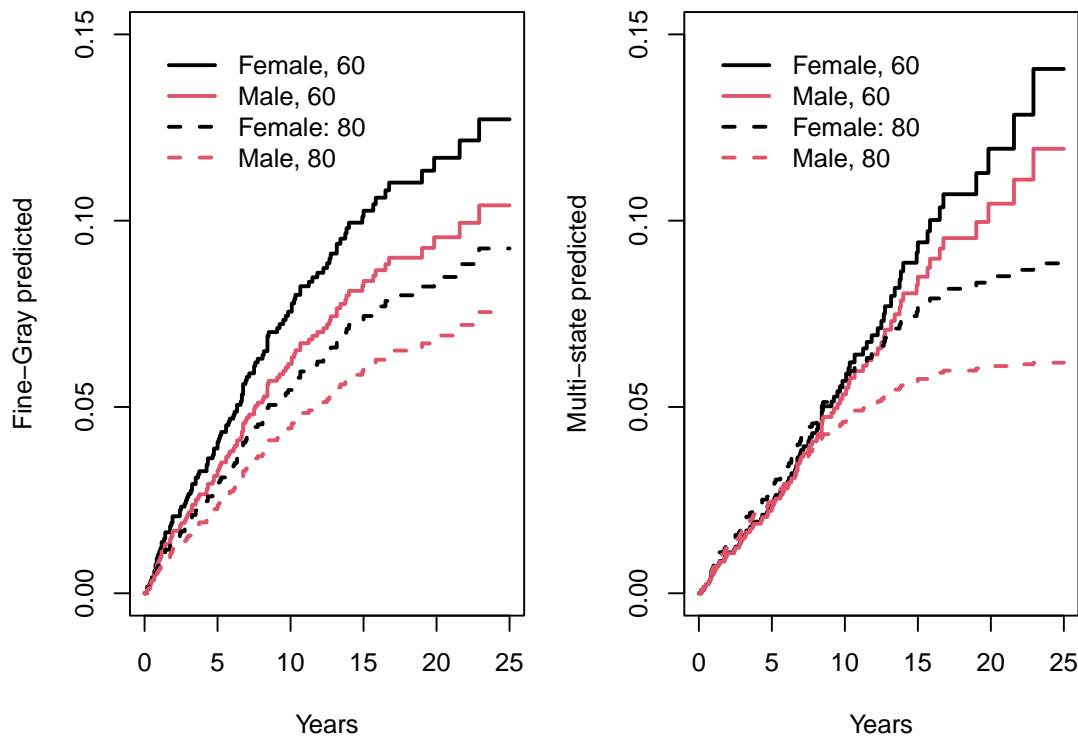 Fine−Gray predicted
0.15
0.10
0.05
0.00
Female, 60
Male, 60
Female: 80
Male, 80
0 5 10 15 20 25
Years
Multi−state predicted
0.15
0.10
0.05
0.00
Female, 60
Male, 60
Female: 80
Male, 80
0 5 10 15 20 25
Years